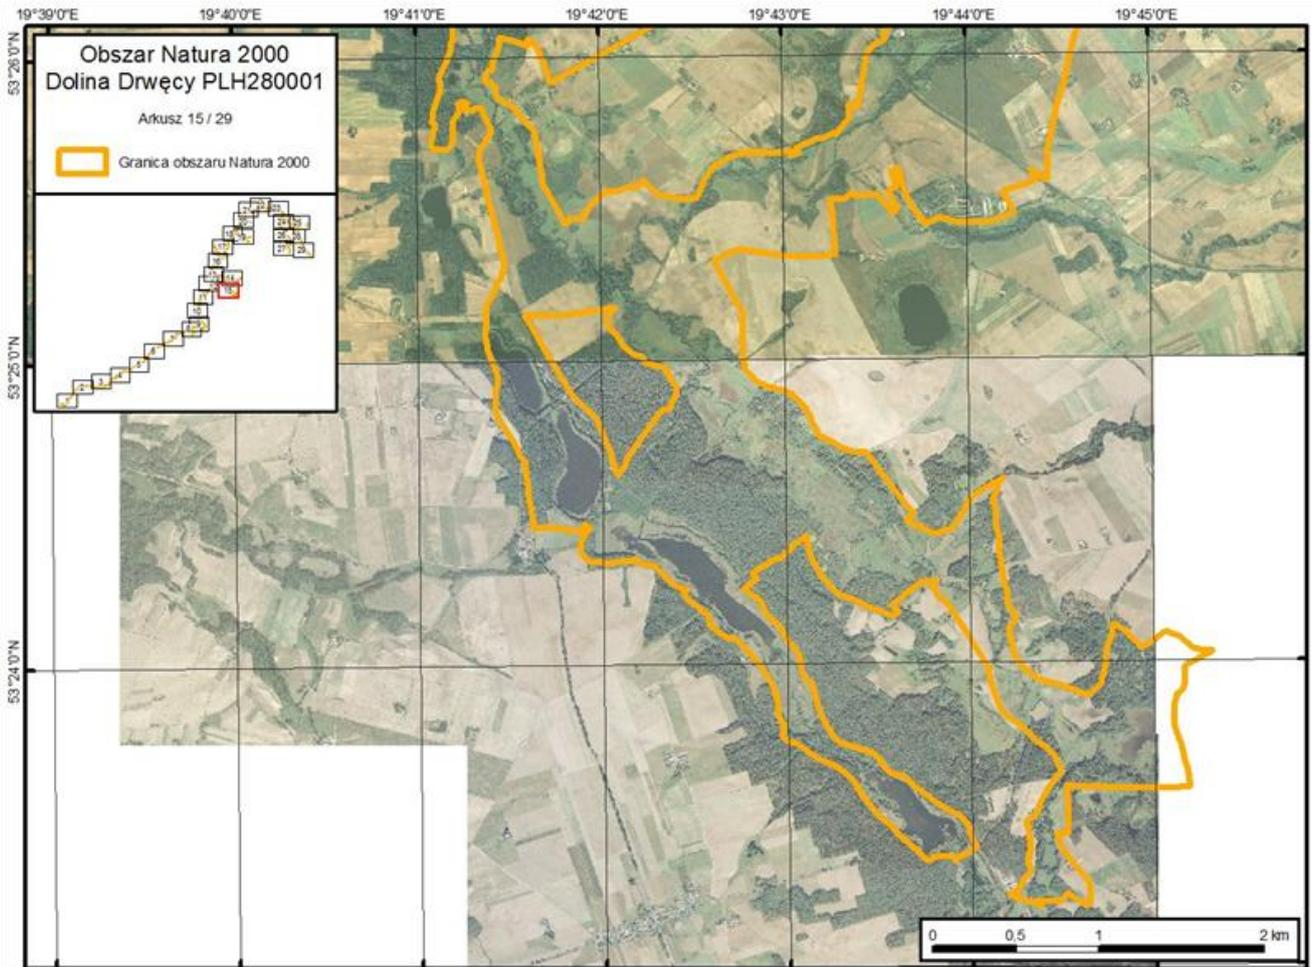 19°39'0"E 19°40'0"E 19°41'0"E 19°42'0"E 19°43'0"E 19°44'0"E 19°45'0"E
53°26'0"N
Obszar Natura 2000
Dolina Drwęcy PLH280001
Arkusz 15 / 29
Granica obszaru Natura 2000
53°25'0"N
53°24'0"N
0 0,5 1 2 km